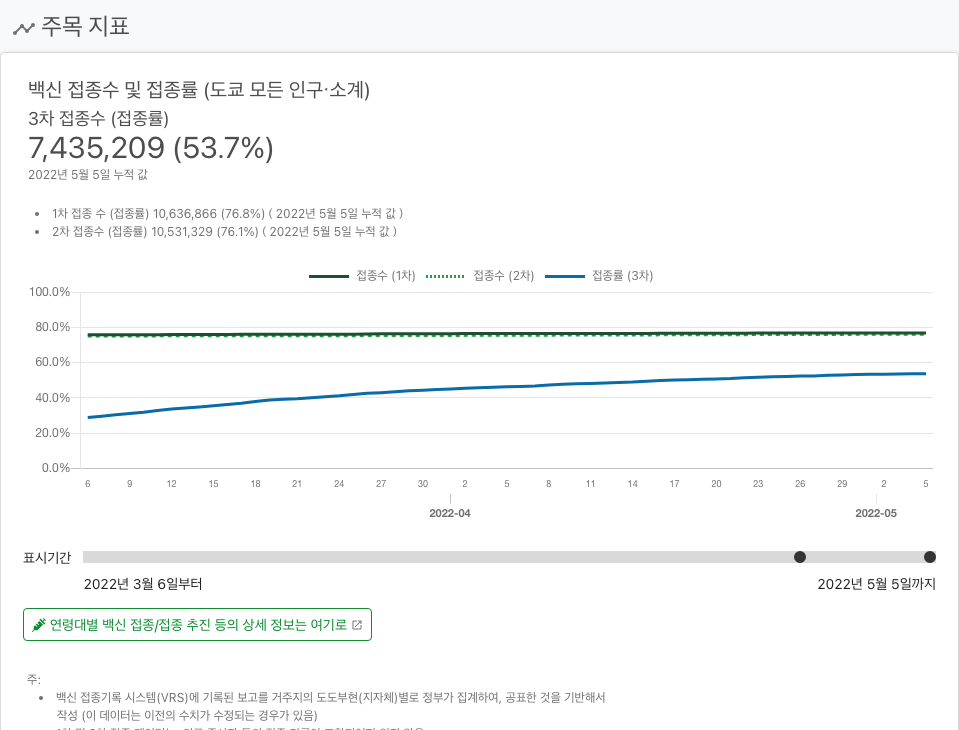 주목 지표
백신 접종수 및 접종률 (도쿄 모든 인구·소계)
3차 접종수 (접종률)
7,435,209 (53.7%)
2022년 5월 5일 누적 값
1차 접종 수 (접종률) 10,636,866 (76.8%) ( 2022년 5월 5일 누적 값 )
2차 접종수 (접종률) 10,531,329 (76.1%) ( 2022년 5월 5일 누적 값 )
접종수 (1차) 접종수 (2차) 접종률 (3차)
100.0%
80.0%
60.0%
40.0%
20.0%
0.0%
6 9 12 15 18 21 24 27 30 2 5 8 11 14 17 20 23 26 29 2 5
2022-04 2022-05
표시기간
2022년 3월 6일부터 2022년 5월 5일까지
연령대별 백신 접종/접종 추진 등의 상세 정보는 여기로
주:
백신 접종기록 시스템(VRS)에 기록된 보고를 거주지의 도도부현(지자체)별로 정부가 집계하여, 공표한 것을 기반해서
작성 (이 데이터는 이전의 수치가 수정되는 경우가 있음)